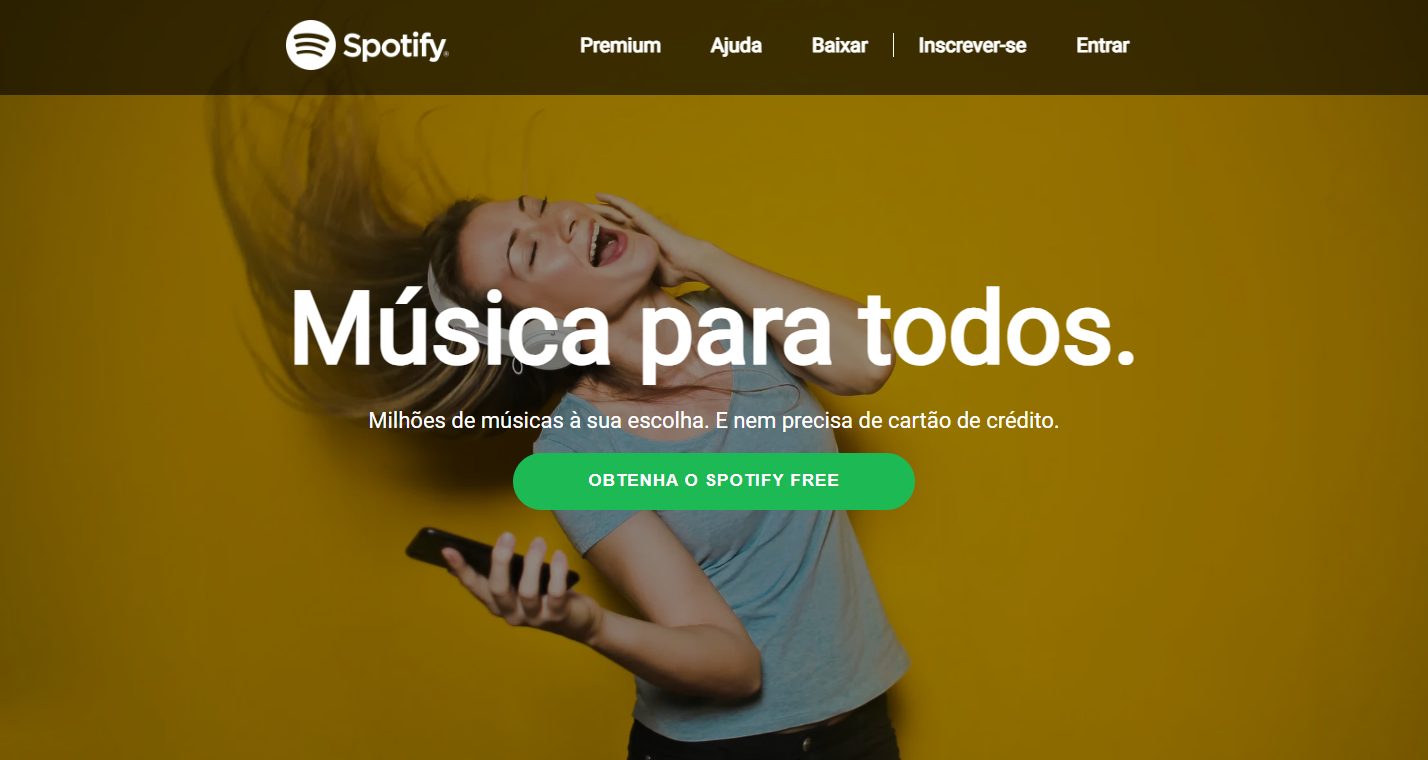 Spotify®
Premium Ajuda Baixar Inscrever-se Entrar
Música para todos.
Milhões de músicas à sua escolha. E nem precisa de cartão de crédito.
OBTENHA O SPOTIFY FREE